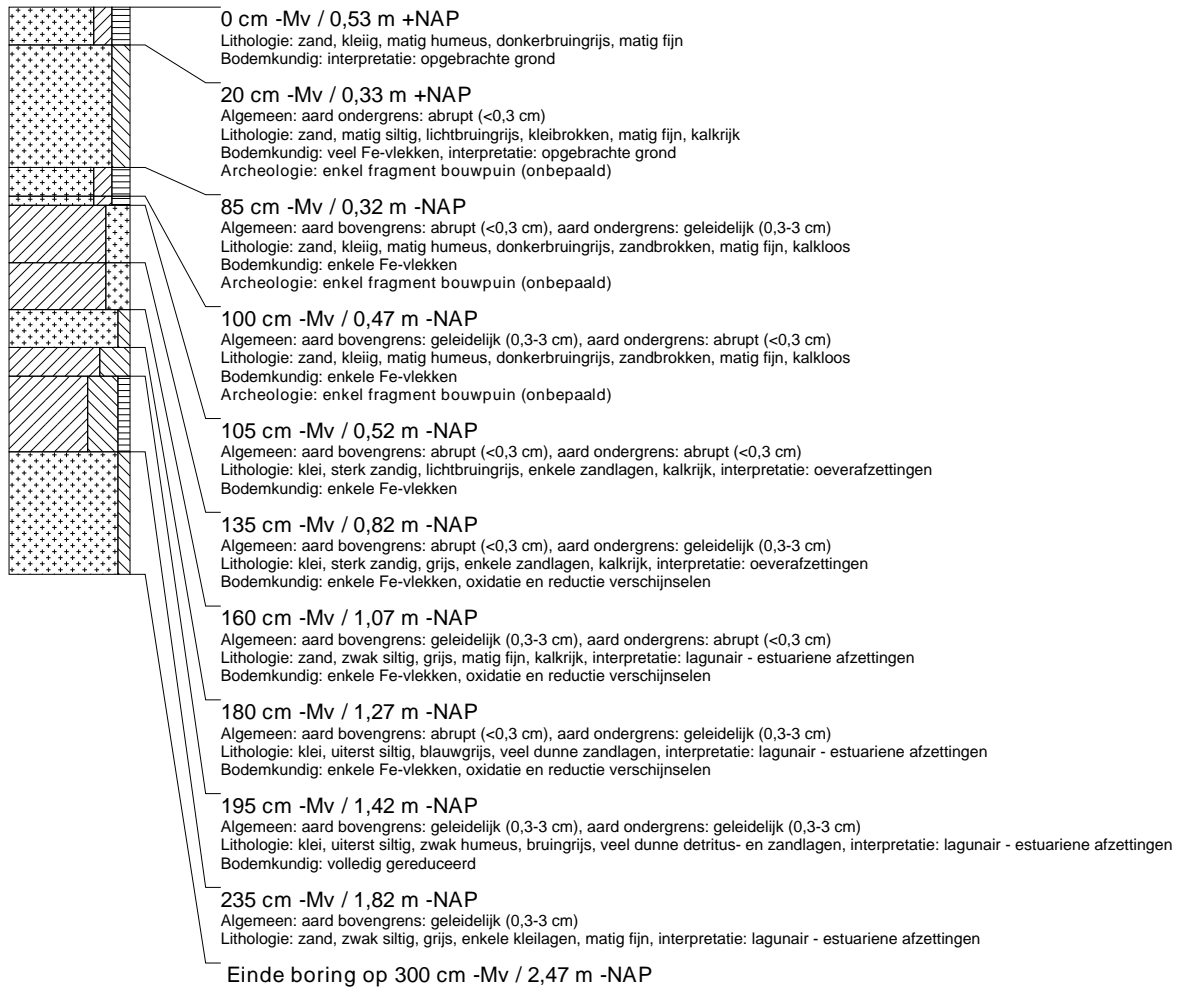 0 cm -Mv / 0,53 m +NAP
Lithologie: zand, kleiig, matig humeus, donkerbruingrijs, matig fijn
Bodemkundig: interpretatie: opgebrachte grond
20 cm -Mv / 0,33 m +NAP
Algemeen: aard ondergrens: abrupt (<0,3 cm)
Lithologie: zand, matig siltig, lichtbruingrijs, kleibrokken, matig fijn, kalkrijk
Bodemkundig: veel Fe-vlekken, interpretatie: opgebrachte grond
Archeologie: enkel fragment bouwpuin (onbepaald)
85 cm -Mv / 0,32 m -NAP
Algemeen: aard bovengrens: abrupt (<0,3 cm), aard ondergrens: geleidelijk (0,3-3 cm)
Lithologie: zand, kleiig, matig humeus, donkerbruingrijs, zandbrokken, matig fijn, kalkloos
Bodemkundig: enkele Fe-vlekken
Archeologie: enkel fragment bouwpuin (onbepaald)
100 cm -Mv / 0,47 m -NAP
Algemeen: aard bovengrens: geleidelijk (0,3-3 cm), aard ondergrens: abrupt (<0,3 cm)
Lithologie: zand, kleiig, matig humeus, donkerbruingrijs, zandbrokken, matig fijn, kalkloos
Bodemkundig: enkele Fe-vlekken
Archeologie: enkel fragment bouwpuin (onbepaald)
105 cm -Mv / 0,52 m -NAP
Algemeen: aard bovengrens: abrupt (<0,3 cm), aard ondergrens: abrupt (<0,3 cm)
Lithologie: klei, sterk zandig, lichtbruingrijs, enkele zandlagen, kalkrijk, interpretatie: oeverafzettingen
Bodemkundig: enkele Fe-vlekken
135 cm -Mv / 0,82 m -NAP
Algemeen: aard bovengrens: abrupt (<0,3 cm), aard ondergrens: geleidelijk (0,3-3 cm)
Lithologie: klei, sterk zandig, grijs, enkele zandlagen, kalkrijk, interpretatie: oeverafzettingen
Bodemkundig: enkele Fe-vlekken, oxidatie en reductie verschijnselen
160 cm -Mv / 1,07 m -NAP
Algemeen: aard bovengrens: geleidelijk (0,3-3 cm), aard ondergrens: abrupt (<0,3 cm)
Lithologie: zand, zwak siltig, grijs, matig fijn, kalkrijk, interpretatie: lagunair - estuariene afzettingen
Bodemkundig: enkele Fe-vlekken, oxidatie en reductie verschijnselen
180 cm -Mv / 1,27 m -NAP
Algemeen: aard bovengrens: abrupt (<0,3 cm), aard ondergrens: geleidelijk (0,3-3 cm)
Lithologie: klei, uiterst siltig, blauwgrijs, veel dunne zandlagen, interpretatie: lagunair - estuariene afzettingen
Bodemkundig: enkele Fe-vlekken, oxidatie en reductie verschijnselen
195 cm -Mv / 1,42 m -NAP
Algemeen: aard bovengrens: geleidelijk (0,3-3 cm), aard ondergrens: geleidelijk (0,3-3 cm)
Lithologie: klei, uiterst siltig, zwak humeus, bruingrijs, veel dunne detritus- en zandlagen, interpretatie: lagunair - estuariene afzettingen
Bodemkundig: volledig gereduceerd
235 cm -Mv / 1,82 m -NAP
Algemeen: aard bovengrens: geleidelijk (0,3-3 cm)
Lithologie: zand, zwak siltig, grijs, enkele kleilagen, matig fijn, interpretatie: lagunair - estuariene afzettingen
Einde boring op 300 cm -Mv / 2,47 m -NAP